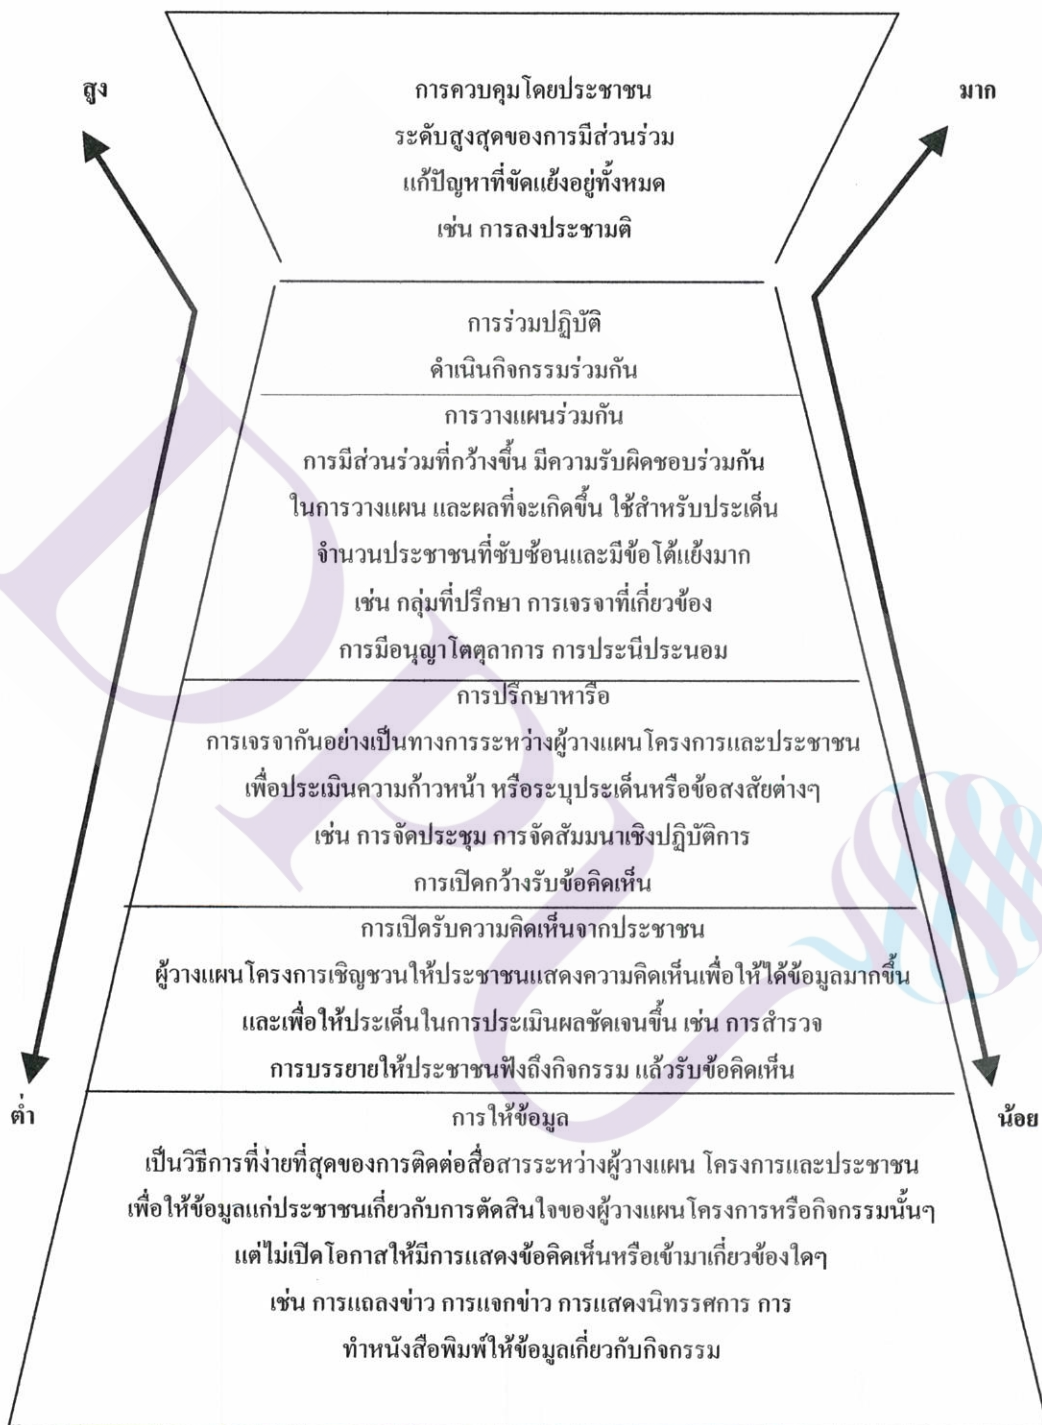 สูง
มาก
การควบคุมโดยประชาชน
ระดับสูงสุดของการมีส่วนร่วม
แก้ปัญหาที่ขัดแย้งอยู่ทั้งหมด
เช่น การลงประชามติ
การร่วมปฏิบัติ
ดำเนินกิจกรรมร่วมกัน
การวางแผนร่วมกัน
การมีส่วนร่วมที่กว้างขึ้น มีความรับผิดชอบร่วมกัน
ในการวางแผน และผลที่จะเกิดขึ้น ใช้สำหรับประเด็น
จำนวนประชาชนที่ซับซ้อนและมีข้อโต้แย้งมาก
เช่น กลุ่มที่ปรึกษา การเจรจาที่เกี่ยวข้อง
การมีอนุญาโตตุลาการ การประนีประนอม
การปรึกษาหารือ
การเจรจากันอย่างเป็นทางการระหว่างผู้วางแผนโครงการและประชาชน
เพื่อประเมินความก้าวหน้า หรือระบุประเด็นหรือข้อสงสัยต่างๆ
เช่น การจัดประชุม การจัดสัมมนาเชิงปฏิบัติการ
การเปิดกว้างรับข้อคิดเห็น
การเปิดรับความคิดเห็นจากประชาชน
ผู้วางแผนโครงการเชิญชวนให้ประชาชนแสดงความคิดเห็นเพื่อให้ได้ข้อมูลมากขึ้น
และเพื่อให้ประเด็นในการประเมินผลชัดเจนขึ้น เช่น การสำรวจ
การบรรยายให้ประชาชนฟังถึงกิจกรรม แล้วรับข้อคิดเห็น
ต่ำ
น้อย
การให้ข้อมูล
เป็นวิธีการที่ง่ายที่สุดของการติดต่อสื่อสารระหว่างผู้วางแผน โครงการและประชาชน
เพื่อให้ข้อมูลแก่ประชาชนเกี่ยวกับการตัดสินใจของผู้วางแผนโครงการหรือกิจกรรมนั้นๆ
แต่ไม่เปิดโอกาสให้มีการแสดงข้อคิดเห็นหรือเข้ามาเกี่ยวข้องใดๆ
เช่น การแถลงข่าว การแจกข่าว การแสดงนิทรรศการ การ
ทำหนังสือพิมพ์ให้ข้อมูลเกี่ยวกับกิจกรรม
DPU